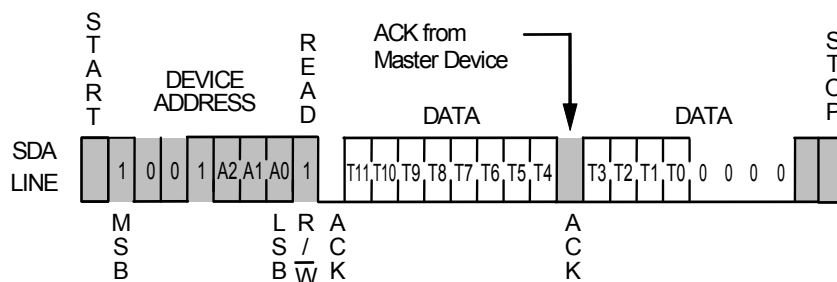 START
DEVICE
ADDRESS
READ
ACK from
Master Device
DATA
DATA
STOP
SDA
LINE
1 0 0 1 A2 A1 A0 1 T11 T10 T9 T8 T7 T6 T5 T4 T3 T2 T1 T0 0 0 0 0
MSB
LSB
R/W̅
ACK
ACK